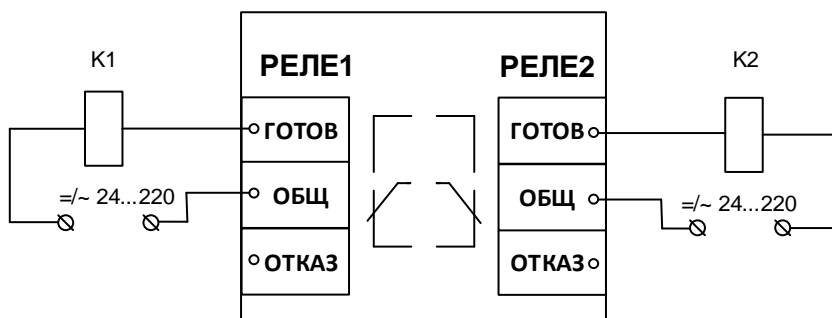 K1
РЕЛЕ1
РЕЛЕ2
K2
ГОТОВ
ГОТОВ
=/~ 24...220
ОБЩ
ОБЩ
=/~ 24...220
ОТКАЗ
ОТКАЗ